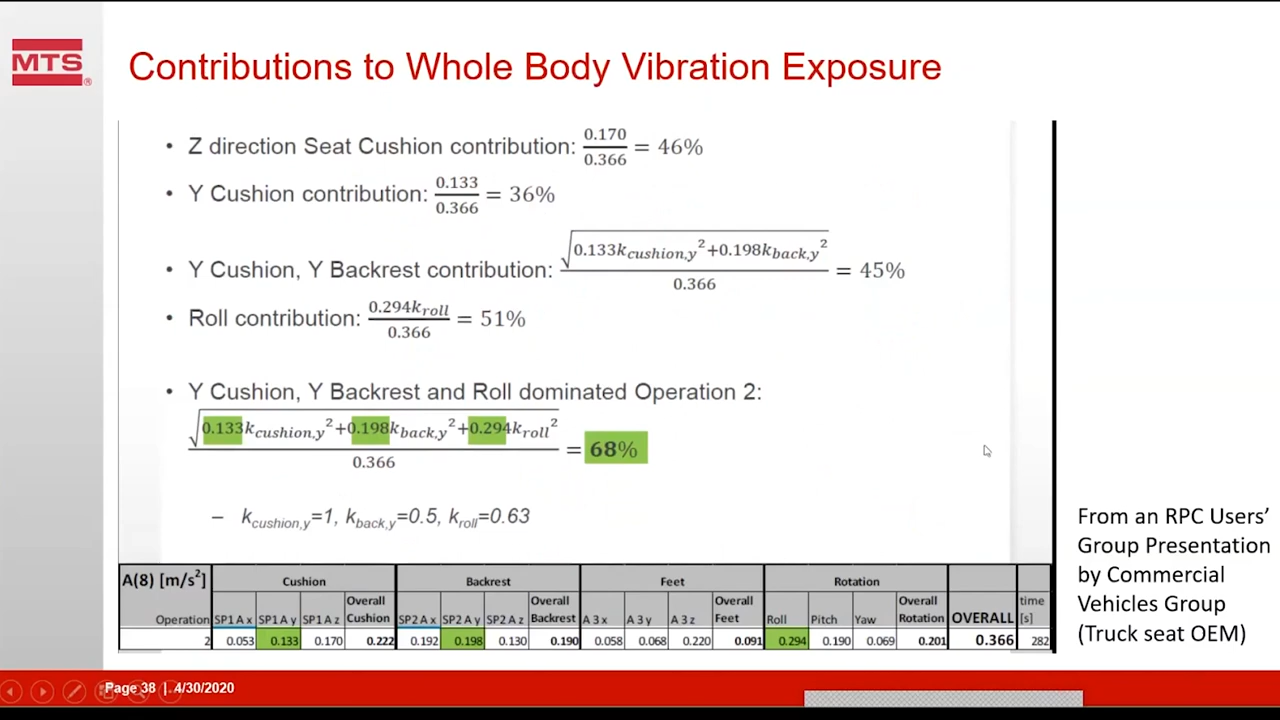 MTS
®
Contributions to Whole Body Vibration Exposure
• Z direction Seat Cushion contribution: 0.170/0.366 = 46%
• Y Cushion contribution: 0.133/0.366 = 36%
• Y Cushion, Y Backrest contribution: √(0.133k_cushion,y² + 0.198k_back,y²)/0.366 = 45%
• Roll contribution: 0.294k_roll/0.366 = 51%
• Y Cushion, Y Backrest and Roll dominated Operation 2:
√(0.133k_cushion,y² + 0.198k_back,y² + 0.294k_roll²)/0.366 = 68%
– k_cushion,y=1, k_back,y=0.5, k_roll=0.63
From an RPC Users’
Group Presentation
by Commercial
Vehicles Group
(Truck seat OEM)
A(8) [m/s²] Cushion Backrest Feet Rotation
Operation SP1 A x SP1 A y SP1 A z Overall Cushion SP2 A x SP2 A y SP2 A z Overall Backrest A 3 x A 3 y A 3 z Overall Feet Roll Pitch Yaw Overall Rotation OVERALL time [s]
2 0.053 0.133 0.170 0.222 0.192 0.198 0.130 0.190 0.058 0.068 0.220 0.091 0.294 0.190 0.069 0.201 0.366 282
Page 38 | 4/30/2020